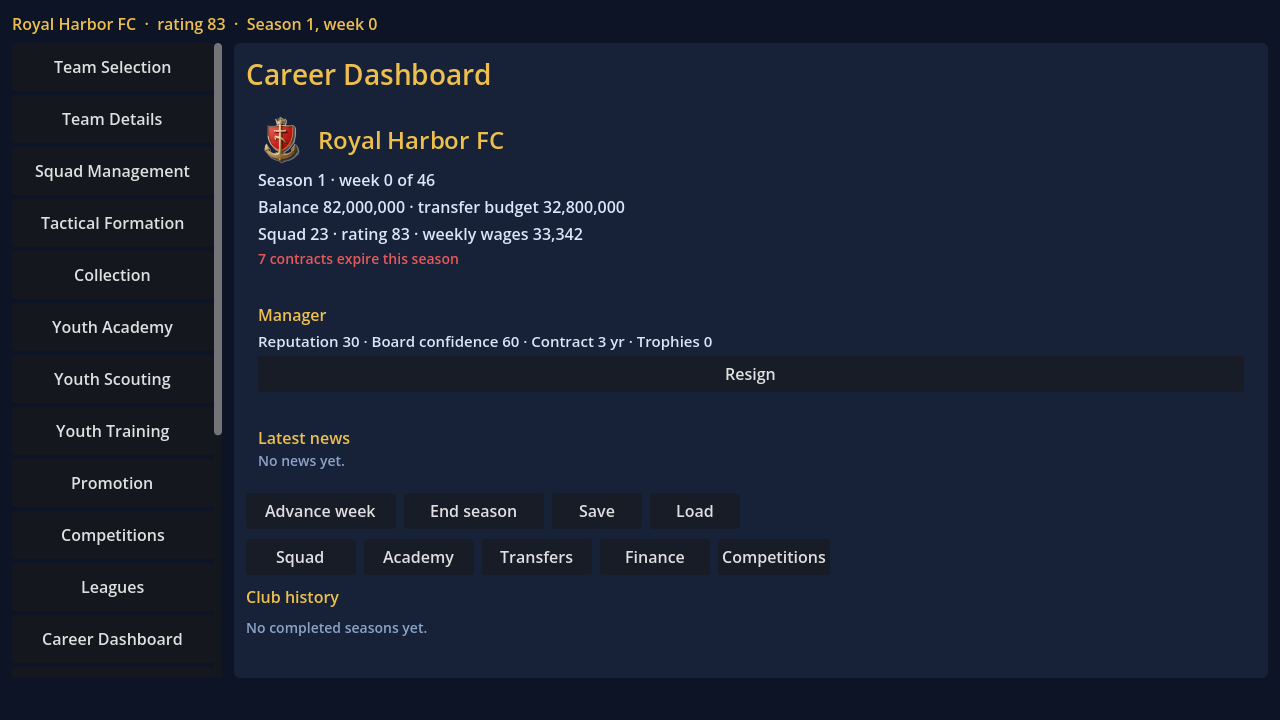 Royal Harbor FC · rating 83 · Season 1, week 0
Team Selection
Team Details
Squad Management
Tactical Formation
Collection
Youth Academy
Youth Scouting
Youth Training
Promotion
Competitions
Leagues
Career Dashboard
Career Dashboard
Royal Harbor FC
Season 1 · week 0 of 46
Balance 82,000,000 · transfer budget 32,800,000
Squad 23 · rating 83 · weekly wages 33,342
7 contracts expire this season
Manager
Reputation 30 · Board confidence 60 · Contract 3 yr · Trophies 0
Resign
Latest news
No news yet.
Advance week End season Save Load
Squad Academy Transfers Finance Competitions
Club history
No completed seasons yet.